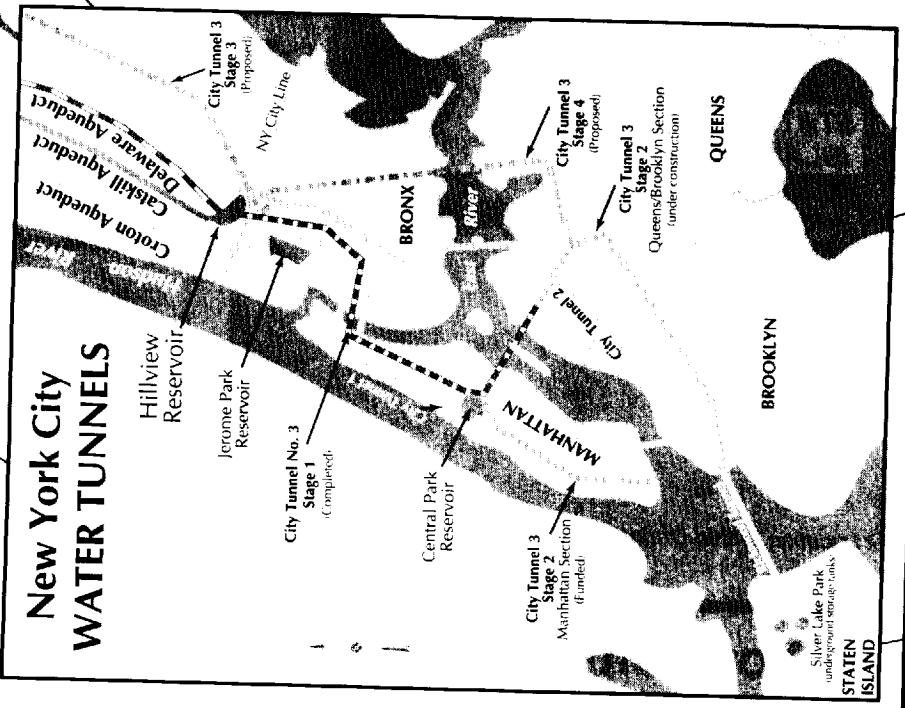 New York City
WATER TUNNELS
Croton Aqueduct
Catskill Aqueduct
Delaware Aqueduct
City Tunnel 3
Stage 3
(Proposed)
NY City Line
Hudson
River
Hillview
Reservoir
Jerome Park
Reservoir
City Tunnel No. 3
Stage 1
(Completed)
BRONX
River
City Tunnel 3
Stage 4
(Proposed)
Central Park
Reservoir
MANHATTAN
City Tunnel 2
City Tunnel 3
Stage 2
Queens/Brooklyn Section
(under construction)
QUEENS
City Tunnel 3
Stage 2
Manhattan Section
(Funded)
BROOKLYN
Silver Lake Park
(underground storage tanks)
STATEN
ISLAND